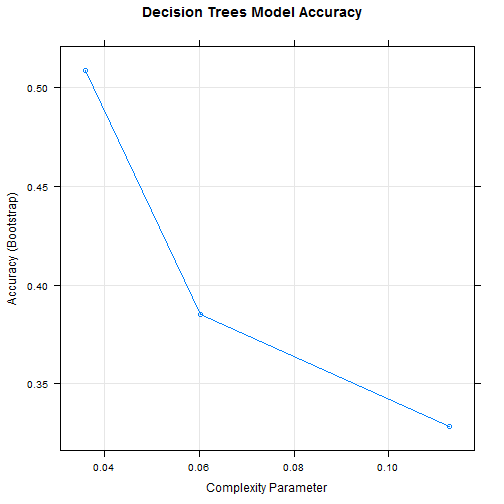 Decision Trees Model Accuracy
0.50
0.45
0.40
0.35
Accuracy (Bootstrap)
0.04 0.06 0.08 0.10
Complexity Parameter